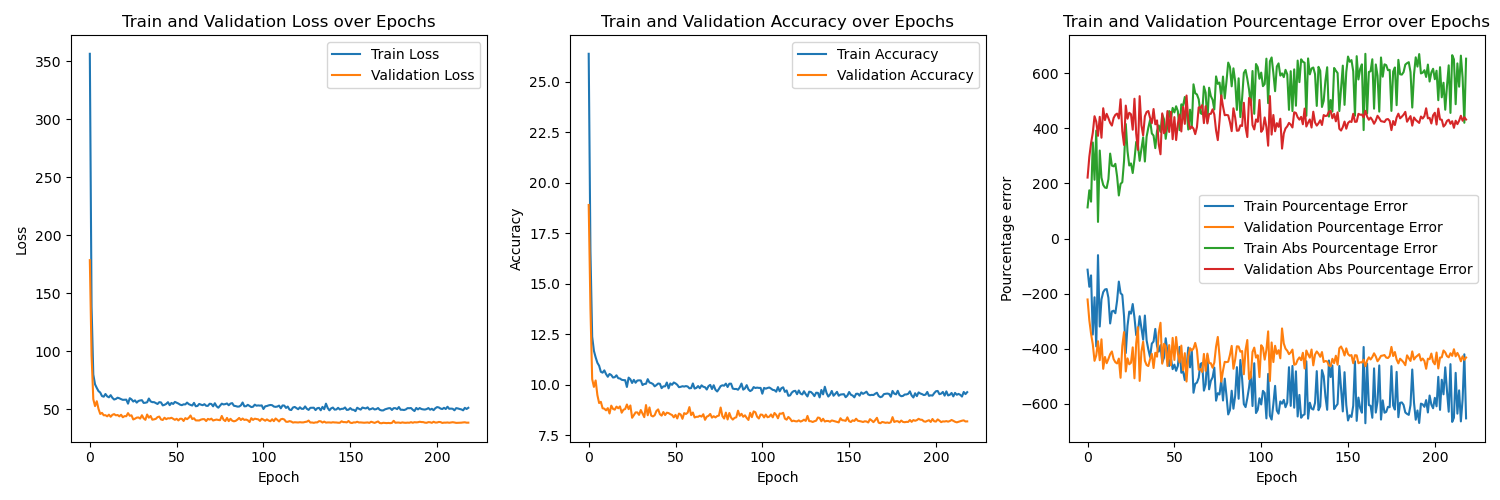 Train and Validation Loss over Epochs
Train Loss
Validation Loss
350
300
250
200
150
100
50
Loss
0
50
100
150
200
Epoch
Train and Validation Accuracy over Epochs
Train Accuracy
Validation Accuracy
25.0
22.5
20.0
17.5
15.0
12.5
10.0
7.5
Accuracy
0
50
100
150
200
Epoch
Train and Validation Pourcentage Error over Epochs
600
400
200
0
−200
−400
−600
Pourcentage error
Train Pourcentage Error
Validation Pourcentage Error
Train Abs Pourcentage Error
Validation Abs Pourcentage Error
0
50
100
150
200
Epoch